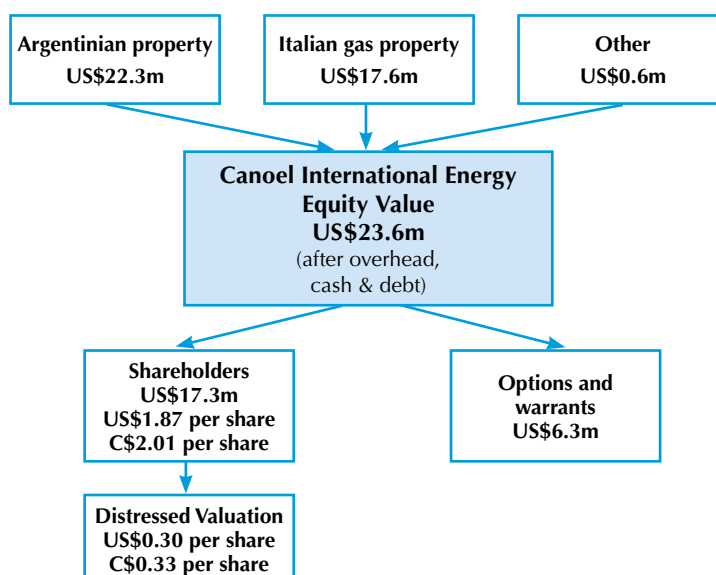 Argentinian property
US$22.3m
Italian gas property
US$17.6m
Other
US$0.6m
Canoel International Energy
Equity Value
US$23.6m
(after overhead,
cash & debt)
Shareholders
US$17.3m
US$1.87 per share
C$2.01 per share
Options and
warrants
US$6.3m
Distressed Valuation
US$0.30 per share
C$0.33 per share